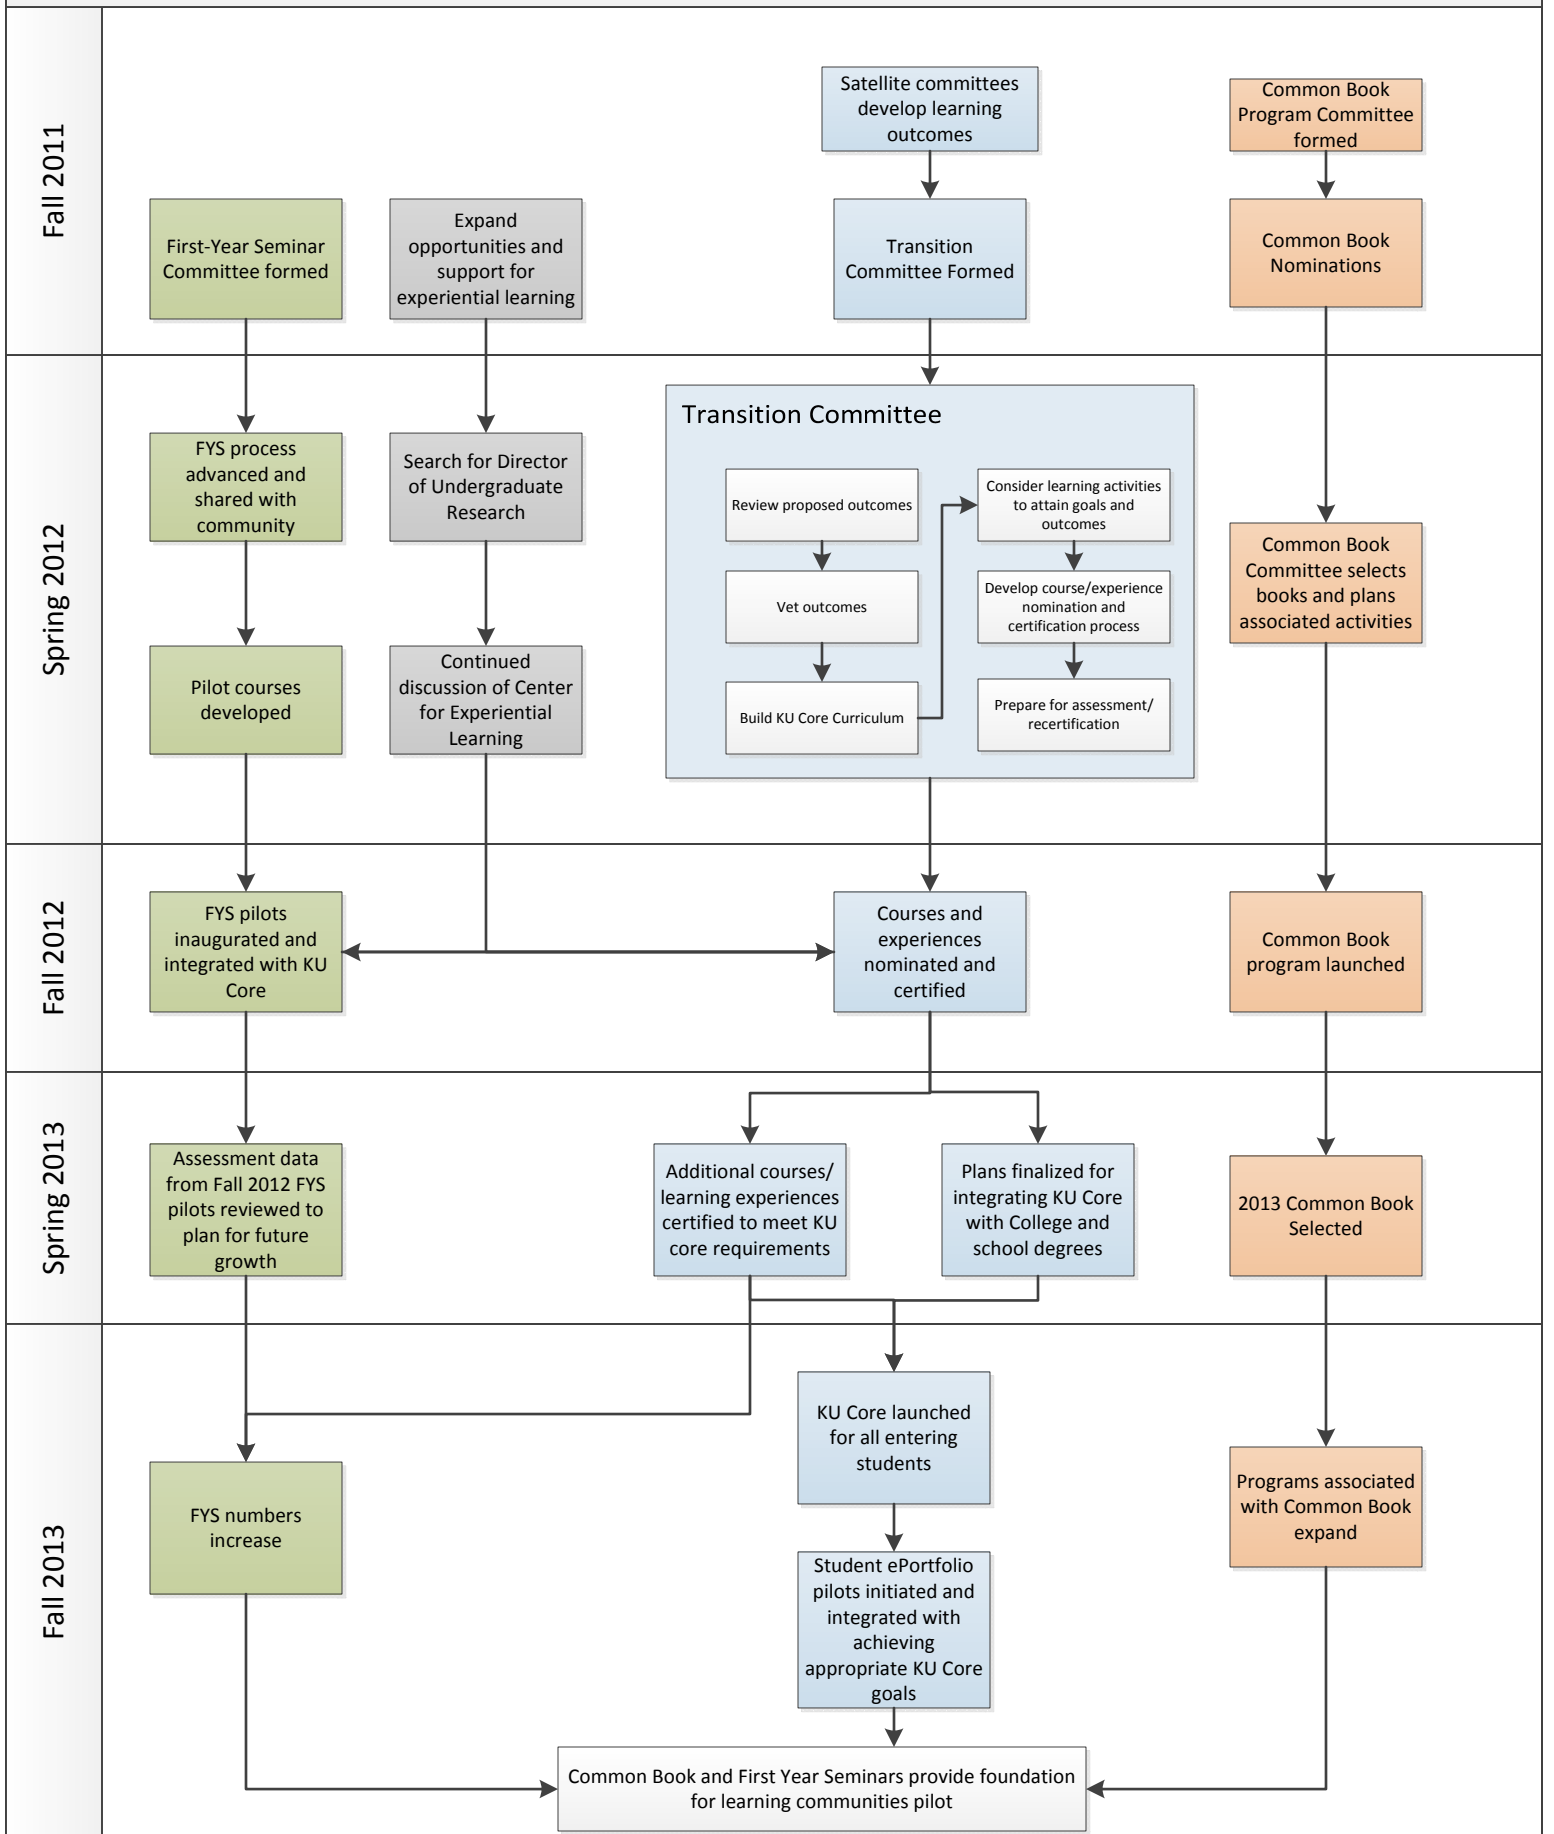 Fall 2011
Satellite committees
develop learning
outcomes
Common Book
Program Committee
formed
First-Year Seminar
Committee formed
Expand
opportunities and
support for
experiential learning
Transition
Committee Formed
Common Book
Nominations
Spring 2012
FYS process
advanced and
shared with
community
Search for Director
of Undergraduate
Research
Transition Committee
Review proposed outcomes
Vet outcomes
Build KU Core Curriculum
Consider learning activities
to attain goals and
outcomes
Develop course/experience
nomination and
certification process
Prepare for assessment/
recertification
Common Book
Committee selects
books and plans
associated activities
Pilot courses
developed
Continued
discussion of Center
for Experiential
Learning
Fall 2012
FYS pilots
inaugurated and
integrated with KU
Core
Courses and
experiences
nominated and
certified
Common Book
program launched
Spring 2013
Assessment data
from Fall 2012 FYS
pilots reviewed to
plan for future
growth
Additional courses/
learning experiences
certified to meet KU
core requirements
Plans finalized for
integrating KU Core
with College and
school degrees
2013 Common Book
Selected
Fall 2013
KU Core launched
for all entering
students
FYS numbers
increase
Programs associated
with Common Book
expand
Student ePortfolio
pilots initiated and
integrated with
achieving
appropriate KU Core
goals
Common Book and First Year Seminars provide foundation
for learning communities pilot